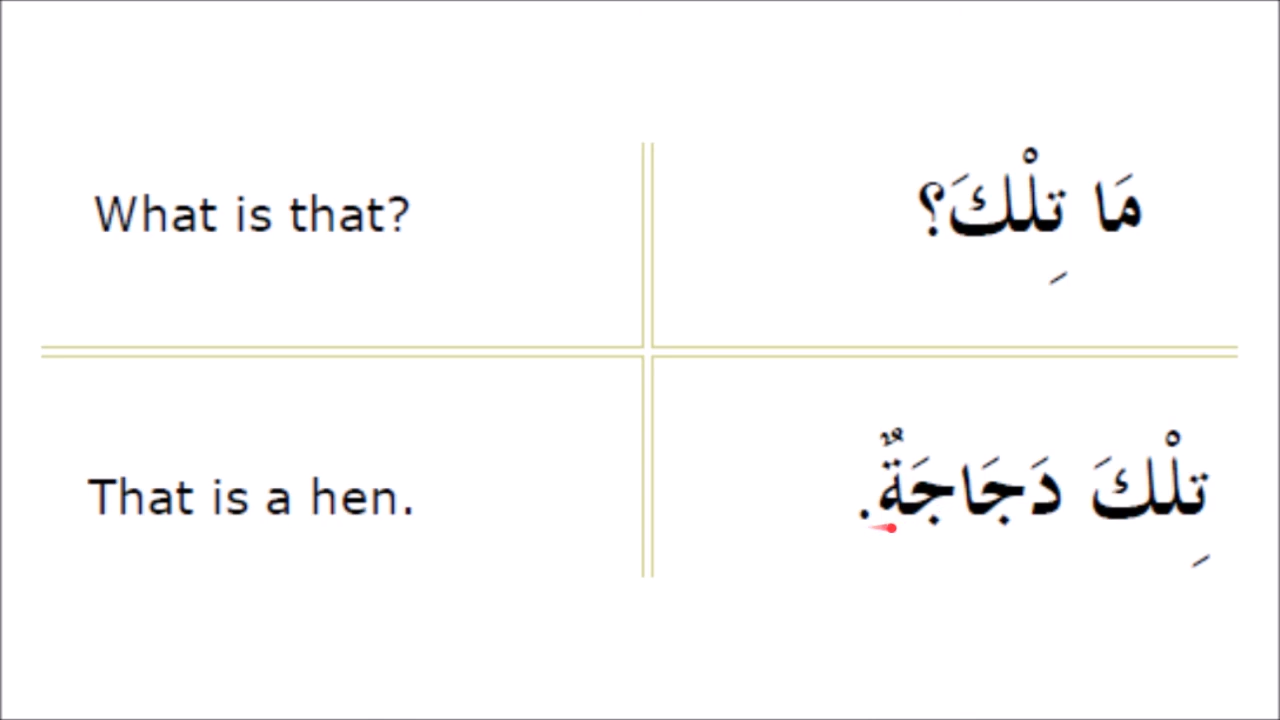 What is that?
مَا تِلْكَ؟
That is a hen.
تِلْكَ دَجَاجَةٌ.